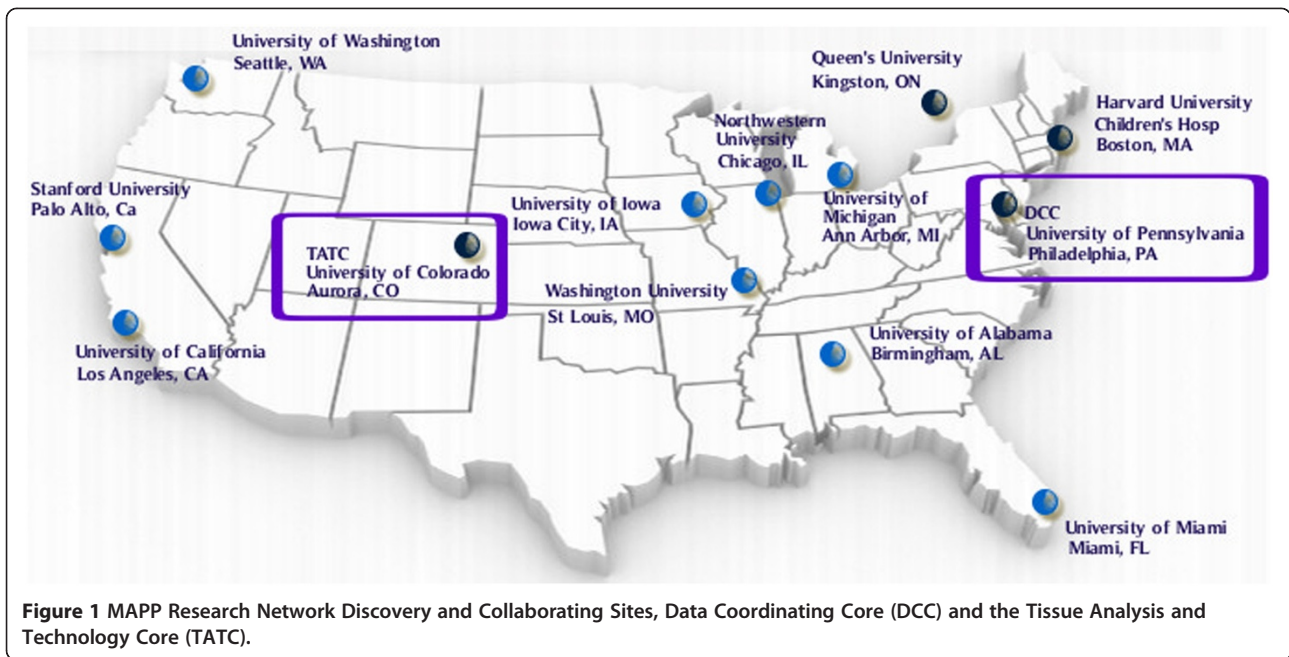 University of Washington
Seattle, WA
Queen's University
Kingston, ON
Harvard University
Children's Hosp
Boston, MA
Northwestern
University
Chicago, IL
Stanford University
Palo Alto, Ca
University of Iowa
Iowa City, IA
University of
Michigan
Ann Arbor, MI
DCC
University of Pennsylvania
Philadelphia, PA
TATC
University of Colorado
Aurora, CO
Washington University
St Louis, MO
University of California
Los Angeles, CA
University of Alabama
Birmingham, AL
University of Miami
Miami, FL
Figure 1 MAPP Research Network Discovery and Collaborating Sites, Data Coordinating Core (DCC) and the Tissue Analysis and
Technology Core (TATC).